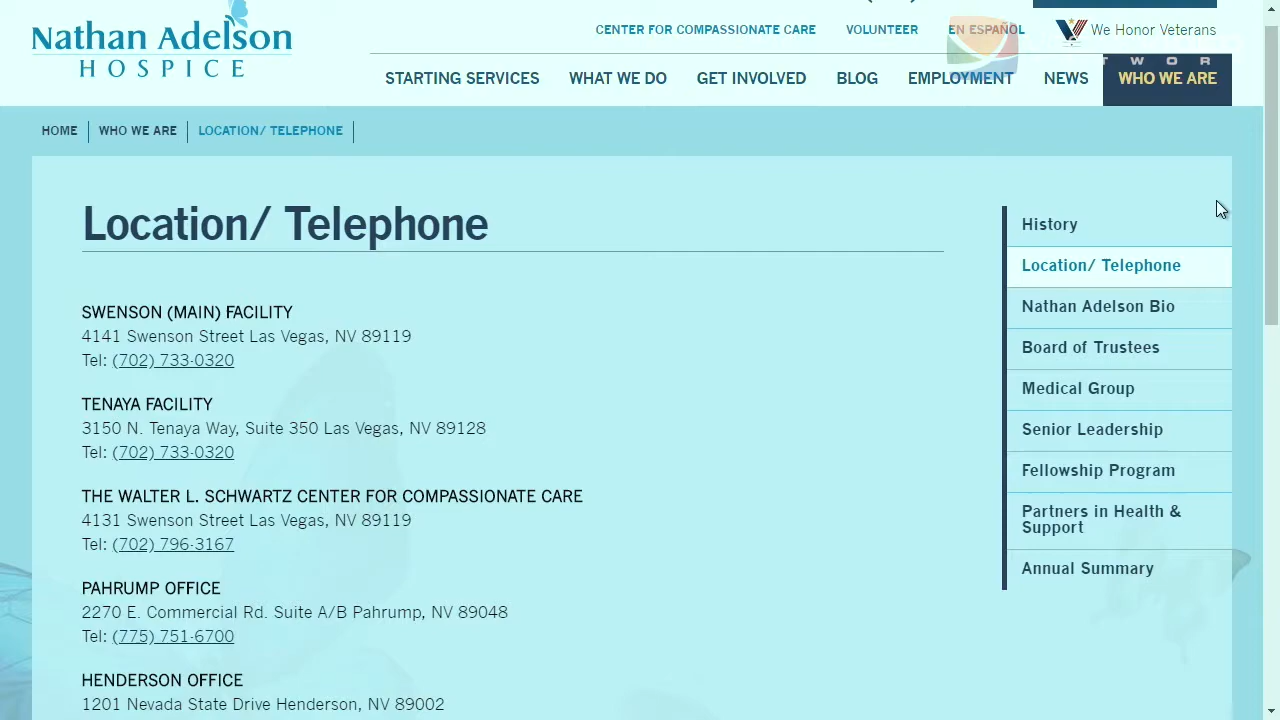 Nathan Adelson
HOSPICE
CENTER FOR COMPASSIONATE CARE
VOLUNTEER
EN ESPAÑOL
We Honor Veterans
STARTING SERVICES
WHAT WE DO
GET INVOLVED
BLOG
EMPLOYMENT
NEWS
WHO WE ARE
HOME
WHO WE ARE
LOCATION/ TELEPHONE
Location/ Telephone
SWENSON (MAIN) FACILITY
4141 Swenson Street Las Vegas, NV 89119
Tel: (702) 733-0320
TENAYA FACILITY
3150 N. Tenaya Way, Suite 350 Las Vegas, NV 89128
Tel: (702) 733-0320
THE WALTER L. SCHWARTZ CENTER FOR COMPASSIONATE CARE
4131 Swenson Street Las Vegas, NV 89119
Tel: (702) 796-3167
PAHRUMP OFFICE
2270 E. Commercial Rd. Suite A/B Pahrump, NV 89048
Tel: (775) 751-6700
HENDERSON OFFICE
1201 Nevada State Drive Henderson, NV 89002
History
Location/ Telephone
Nathan Adelson Bio
Board of Trustees
Medical Group
Senior Leadership
Fellowship Program
Partners in Health &
Support
Annual Summary